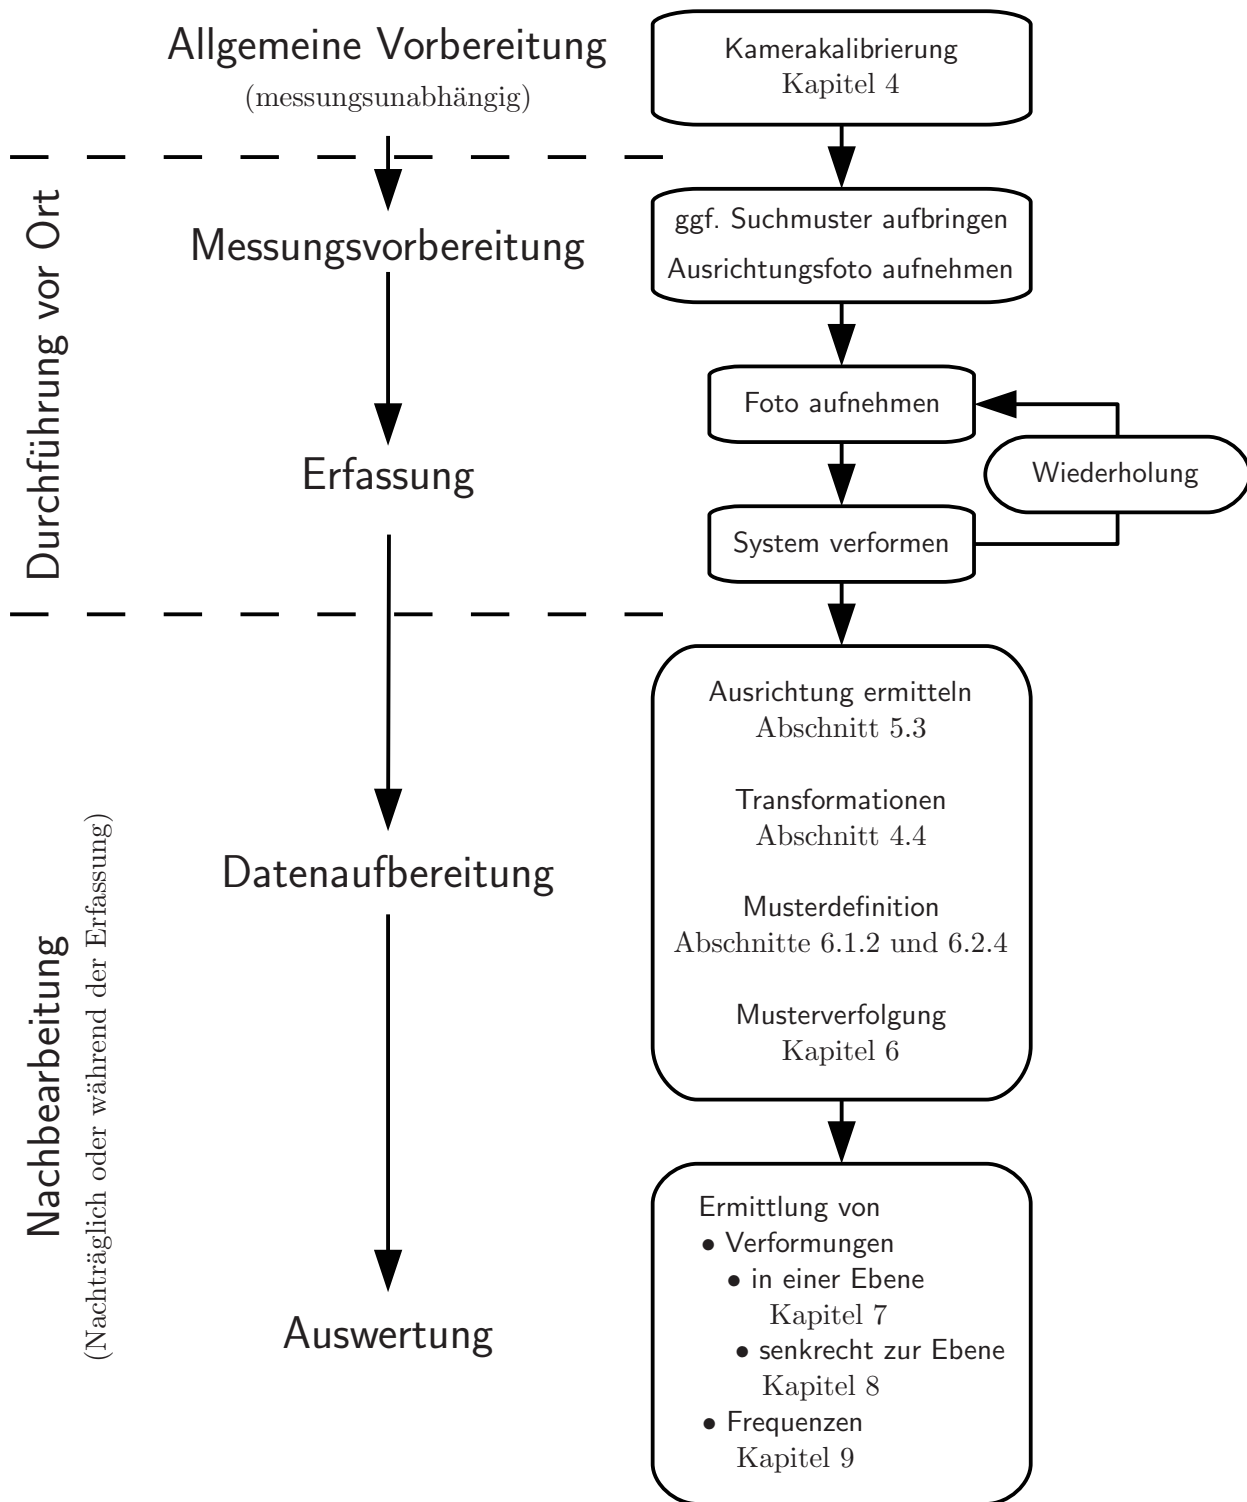 Allgemeine Vorbereitung
(messungsunabhängig)
Kamerakalibrierung
Kapitel 4
Durchführung vor Ort
Messungsvorbereitung
ggf. Suchmuster aufbringen
Ausrichtungsfoto aufnehmen
Erfassung
Foto aufnehmen
Wiederholung
System verformen
Nachbearbeitung
(Nachträglich oder während der Erfassung)
Datenaufbereitung
Ausrichtung ermitteln
Abschnitt 5.3
Transformationen
Abschnitt 4.4
Musterdefinition
Abschnitte 6.1.2 und 6.2.4
Musterverfolgung
Kapitel 6
Auswertung
Ermittlung von
• Verformungen
• in einer Ebene
Kapitel 7
• senkrecht zur Ebene
Kapitel 8
• Frequenzen
Kapitel 9